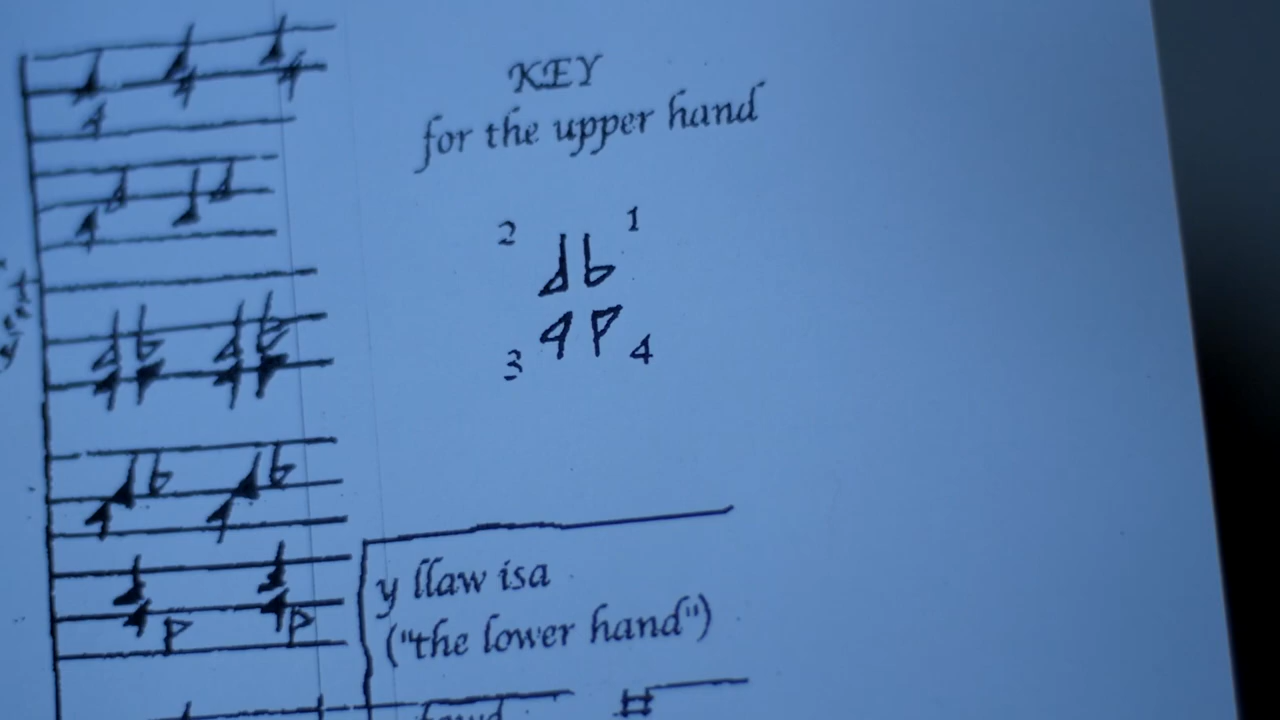 KEY
for the upper hand
2 1
3 4
y llaw isa
("the lower hand")
#